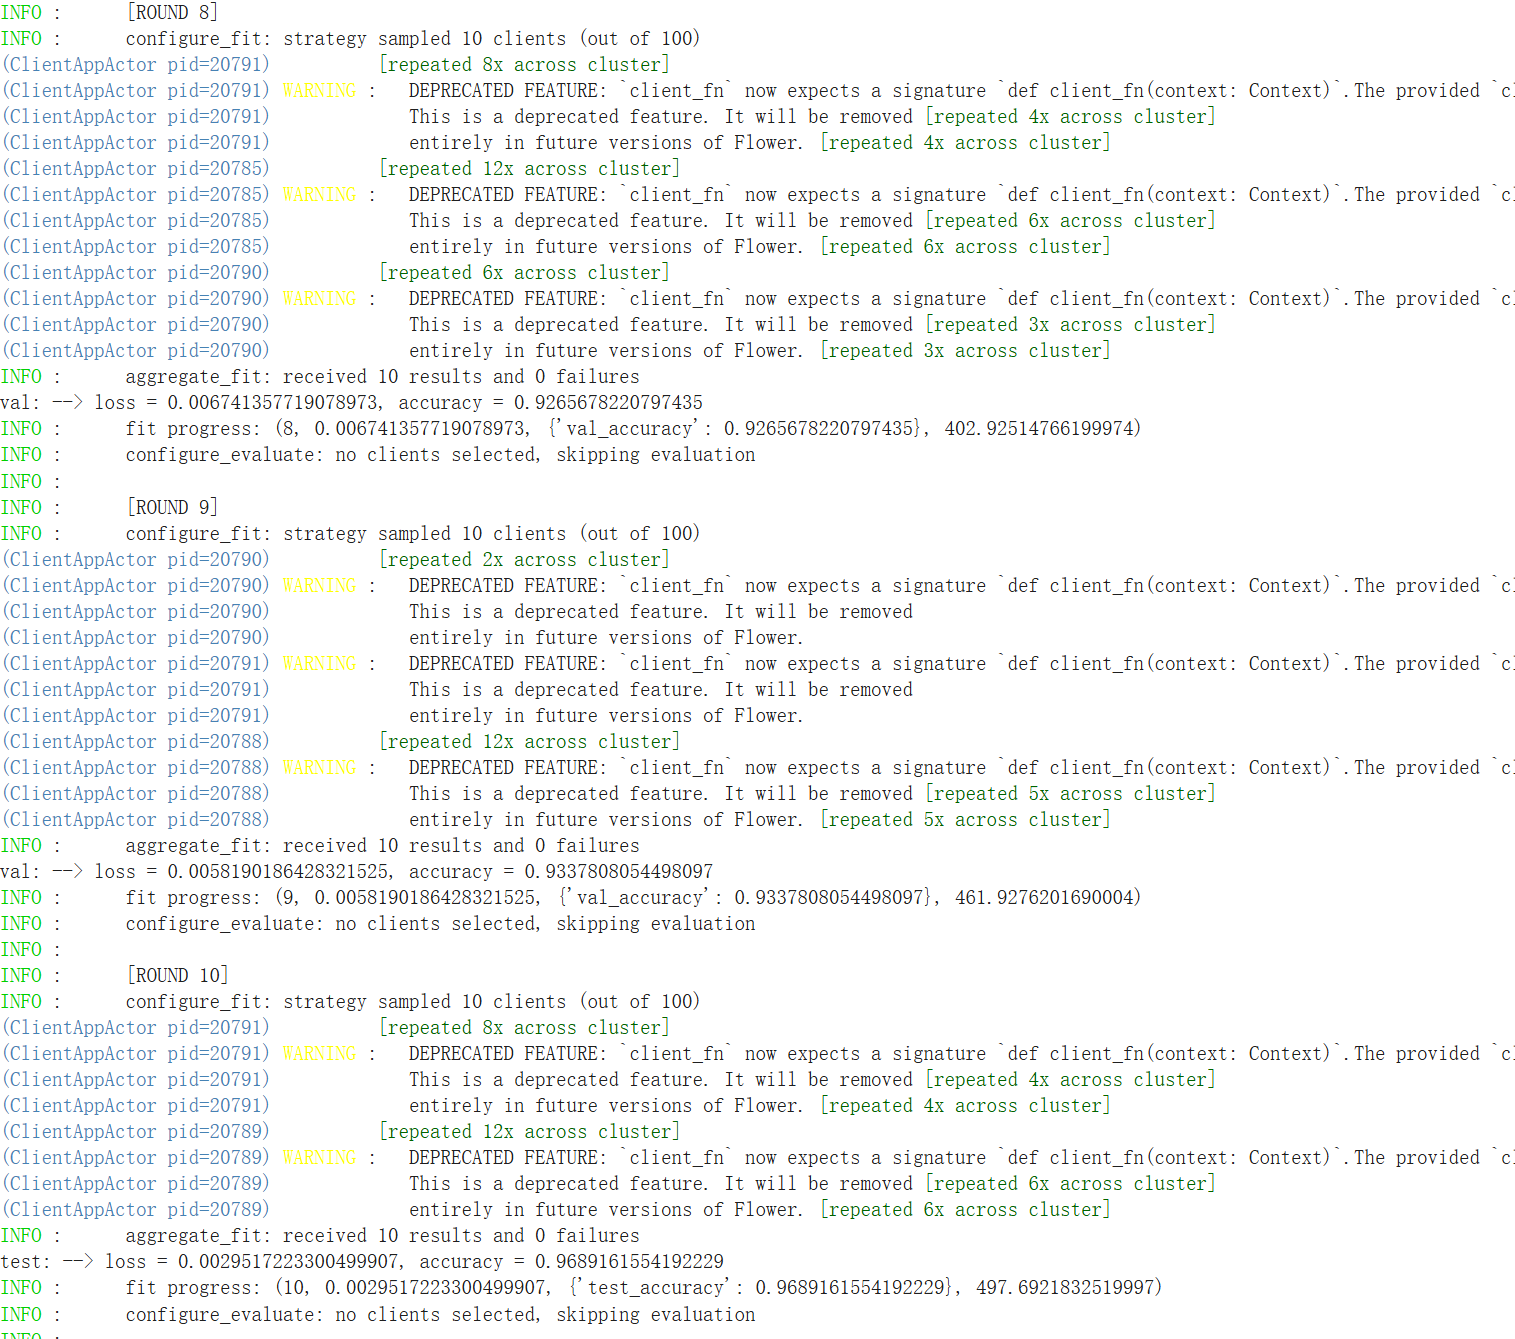 INFO :      [ROUND 8]
INFO :      configure_fit: strategy sampled 10 clients (out of 100)
(ClientAppActor pid=20791)          [repeated 8x across cluster]
(ClientAppActor pid=20791) WARNING :   DEPRECATED FEATURE: `client_fn` now expects a signature `def client_fn(context: Context)`.The provided `cl
(ClientAppActor pid=20791)             This is a deprecated feature. It will be removed [repeated 4x across cluster]
(ClientAppActor pid=20791)             entirely in future versions of Flower. [repeated 4x across cluster]
(ClientAppActor pid=20785)          [repeated 12x across cluster]
(ClientAppActor pid=20785) WARNING :   DEPRECATED FEATURE: `client_fn` now expects a signature `def client_fn(context: Context)`.The provided `cl
(ClientAppActor pid=20785)             This is a deprecated feature. It will be removed [repeated 6x across cluster]
(ClientAppActor pid=20785)             entirely in future versions of Flower. [repeated 6x across cluster]
(ClientAppActor pid=20790)          [repeated 6x across cluster]
(ClientAppActor pid=20790) WARNING :   DEPRECATED FEATURE: `client_fn` now expects a signature `def client_fn(context: Context)`.The provided `cl
(ClientAppActor pid=20790)             This is a deprecated feature. It will be removed [repeated 3x across cluster]
(ClientAppActor pid=20790)             entirely in future versions of Flower. [repeated 3x across cluster]
INFO :      aggregate_fit: received 10 results and 0 failures
val: --> loss = 0.006741357719078973, accuracy = 0.9265678220797435
INFO :      fit progress: (8, 0.006741357719078973, {'val_accuracy': 0.9265678220797435}, 402.92514766199974)
INFO :      configure_evaluate: no clients selected, skipping evaluation
INFO :
INFO :      [ROUND 9]
INFO :      configure_fit: strategy sampled 10 clients (out of 100)
(ClientAppActor pid=20790)          [repeated 2x across cluster]
(ClientAppActor pid=20790) WARNING :   DEPRECATED FEATURE: `client_fn` now expects a signature `def client_fn(context: Context)`.The provided `cl
(ClientAppActor pid=20790)             This is a deprecated feature. It will be removed
(ClientAppActor pid=20790)             entirely in future versions of Flower.
(ClientAppActor pid=20791) WARNING :   DEPRECATED FEATURE: `client_fn` now expects a signature `def client_fn(context: Context)`.The provided `cl
(ClientAppActor pid=20791)             This is a deprecated feature. It will be removed
(ClientAppActor pid=20791)             entirely in future versions of Flower.
(ClientAppActor pid=20788)          [repeated 12x across cluster]
(ClientAppActor pid=20788) WARNING :   DEPRECATED FEATURE: `client_fn` now expects a signature `def client_fn(context: Context)`.The provided `cl
(ClientAppActor pid=20788)             This is a deprecated feature. It will be removed [repeated 5x across cluster]
(ClientAppActor pid=20788)             entirely in future versions of Flower. [repeated 5x across cluster]
INFO :      aggregate_fit: received 10 results and 0 failures
val: --> loss = 0.0058190186428321525, accuracy = 0.9337808054498097
INFO :      fit progress: (9, 0.0058190186428321525, {'val_accuracy': 0.9337808054498097}, 461.9276201690004)
INFO :      configure_evaluate: no clients selected, skipping evaluation
INFO :
INFO :      [ROUND 10]
INFO :      configure_fit: strategy sampled 10 clients (out of 100)
(ClientAppActor pid=20791)          [repeated 8x across cluster]
(ClientAppActor pid=20791) WARNING :   DEPRECATED FEATURE: `client_fn` now expects a signature `def client_fn(context: Context)`.The provided `cl
(ClientAppActor pid=20791)             This is a deprecated feature. It will be removed [repeated 4x across cluster]
(ClientAppActor pid=20791)             entirely in future versions of Flower. [repeated 4x across cluster]
(ClientAppActor pid=20789)          [repeated 12x across cluster]
(ClientAppActor pid=20789) WARNING :   DEPRECATED FEATURE: `client_fn` now expects a signature `def client_fn(context: Context)`.The provided `cl
(ClientAppActor pid=20789)             This is a deprecated feature. It will be removed [repeated 6x across cluster]
(ClientAppActor pid=20789)             entirely in future versions of Flower. [repeated 6x across cluster]
INFO :      aggregate_fit: received 10 results and 0 failures
test: --> loss = 0.0029517223300499907, accuracy = 0.9689161554192229
INFO :      fit progress: (10, 0.0029517223300499907, {'test_accuracy': 0.9689161554192229}, 497.6921832519997)
INFO :      configure_evaluate: no clients selected, skipping evaluation
INFO :